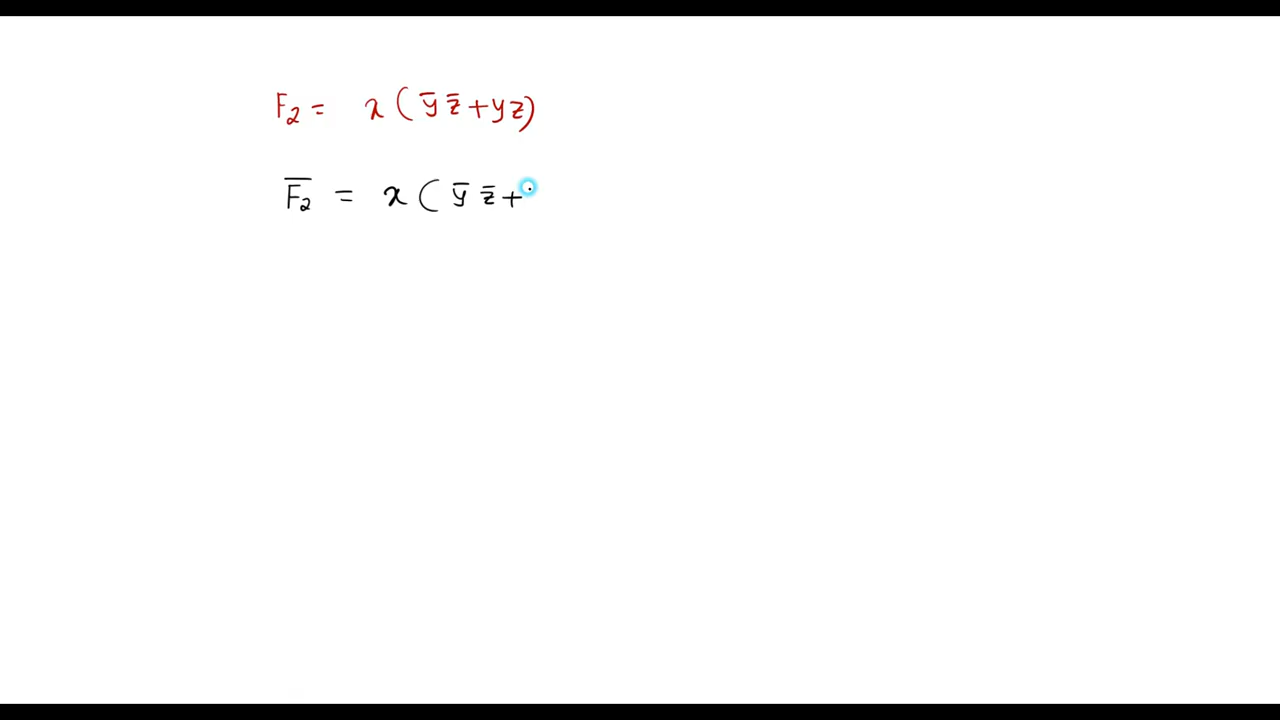 F₂ = x ( ȳ z̄ + y z)
F̅₂ = x ( ȳ z̄ +